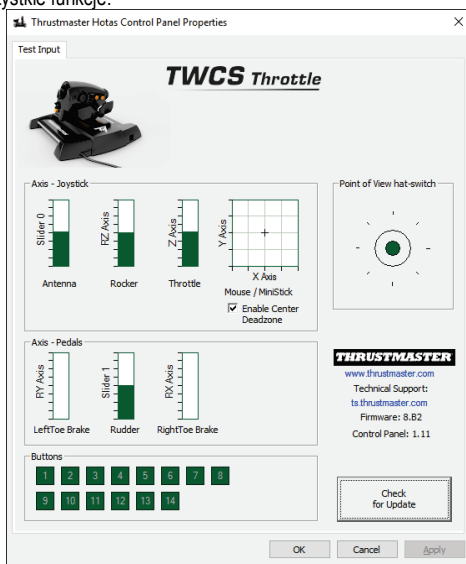 ystkie funkcje.
Thrustmaster Hotas Control Panel Properties
Test Input
TWCS Throttle
Axis - Joystick
Slider 0
RZ Axis
Z Axis
Y Axis
X Axis
Antenna
Rocker
Throttle
Mouse / MiniStick
Enable Center
Deadzone
Point of View hat-switch
Axis - Pedals
RY Axis
Slider 1
RX Axis
LeftToe Brake
Rudder
RightToe Brake
THRUSTMASTER
www.thrustmaster.com
Technical Support:
ts.thrustmaster.com
Firmware: 8.B2
Control Panel: 1.11
Buttons
1 2 3 4 5 6 7 8
9 10 11 12 13 14
Check
for Update
OK
Cancel
Apply